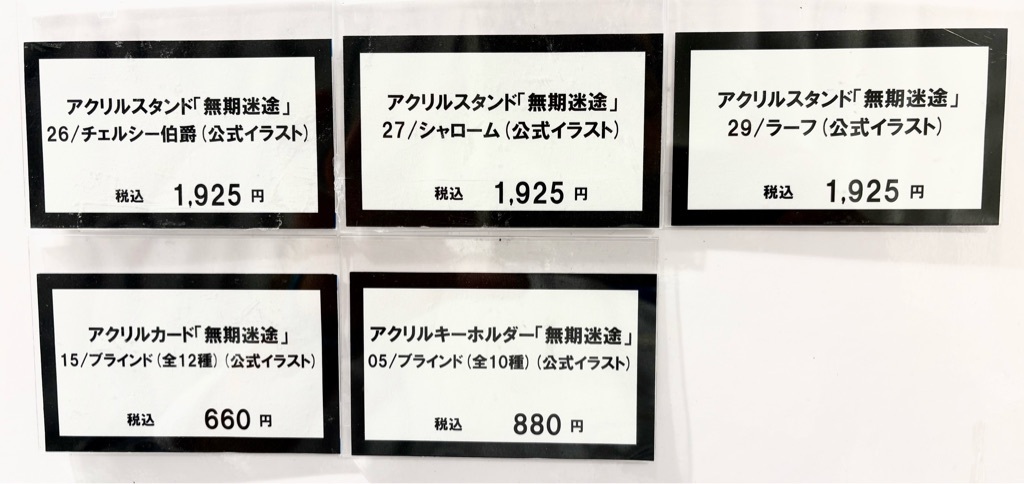 アクリルスタンド「無期迷途」
26/チェルシー伯爵(公式イラスト)
税込 1,925 円
アクリルスタンド「無期迷途」
27/シャローム(公式イラスト)
税込 1,925 円
アクリルスタンド「無期迷途」
29/ラーフ(公式イラスト)
税込 1,925 円
アクリルカード「無期迷途」
15/ブラインド(全12種)(公式イラスト)
税込 660 円
アクリルキーホルダー「無期迷途」
05/ブラインド(全10種)(公式イラスト)
税込 880 円